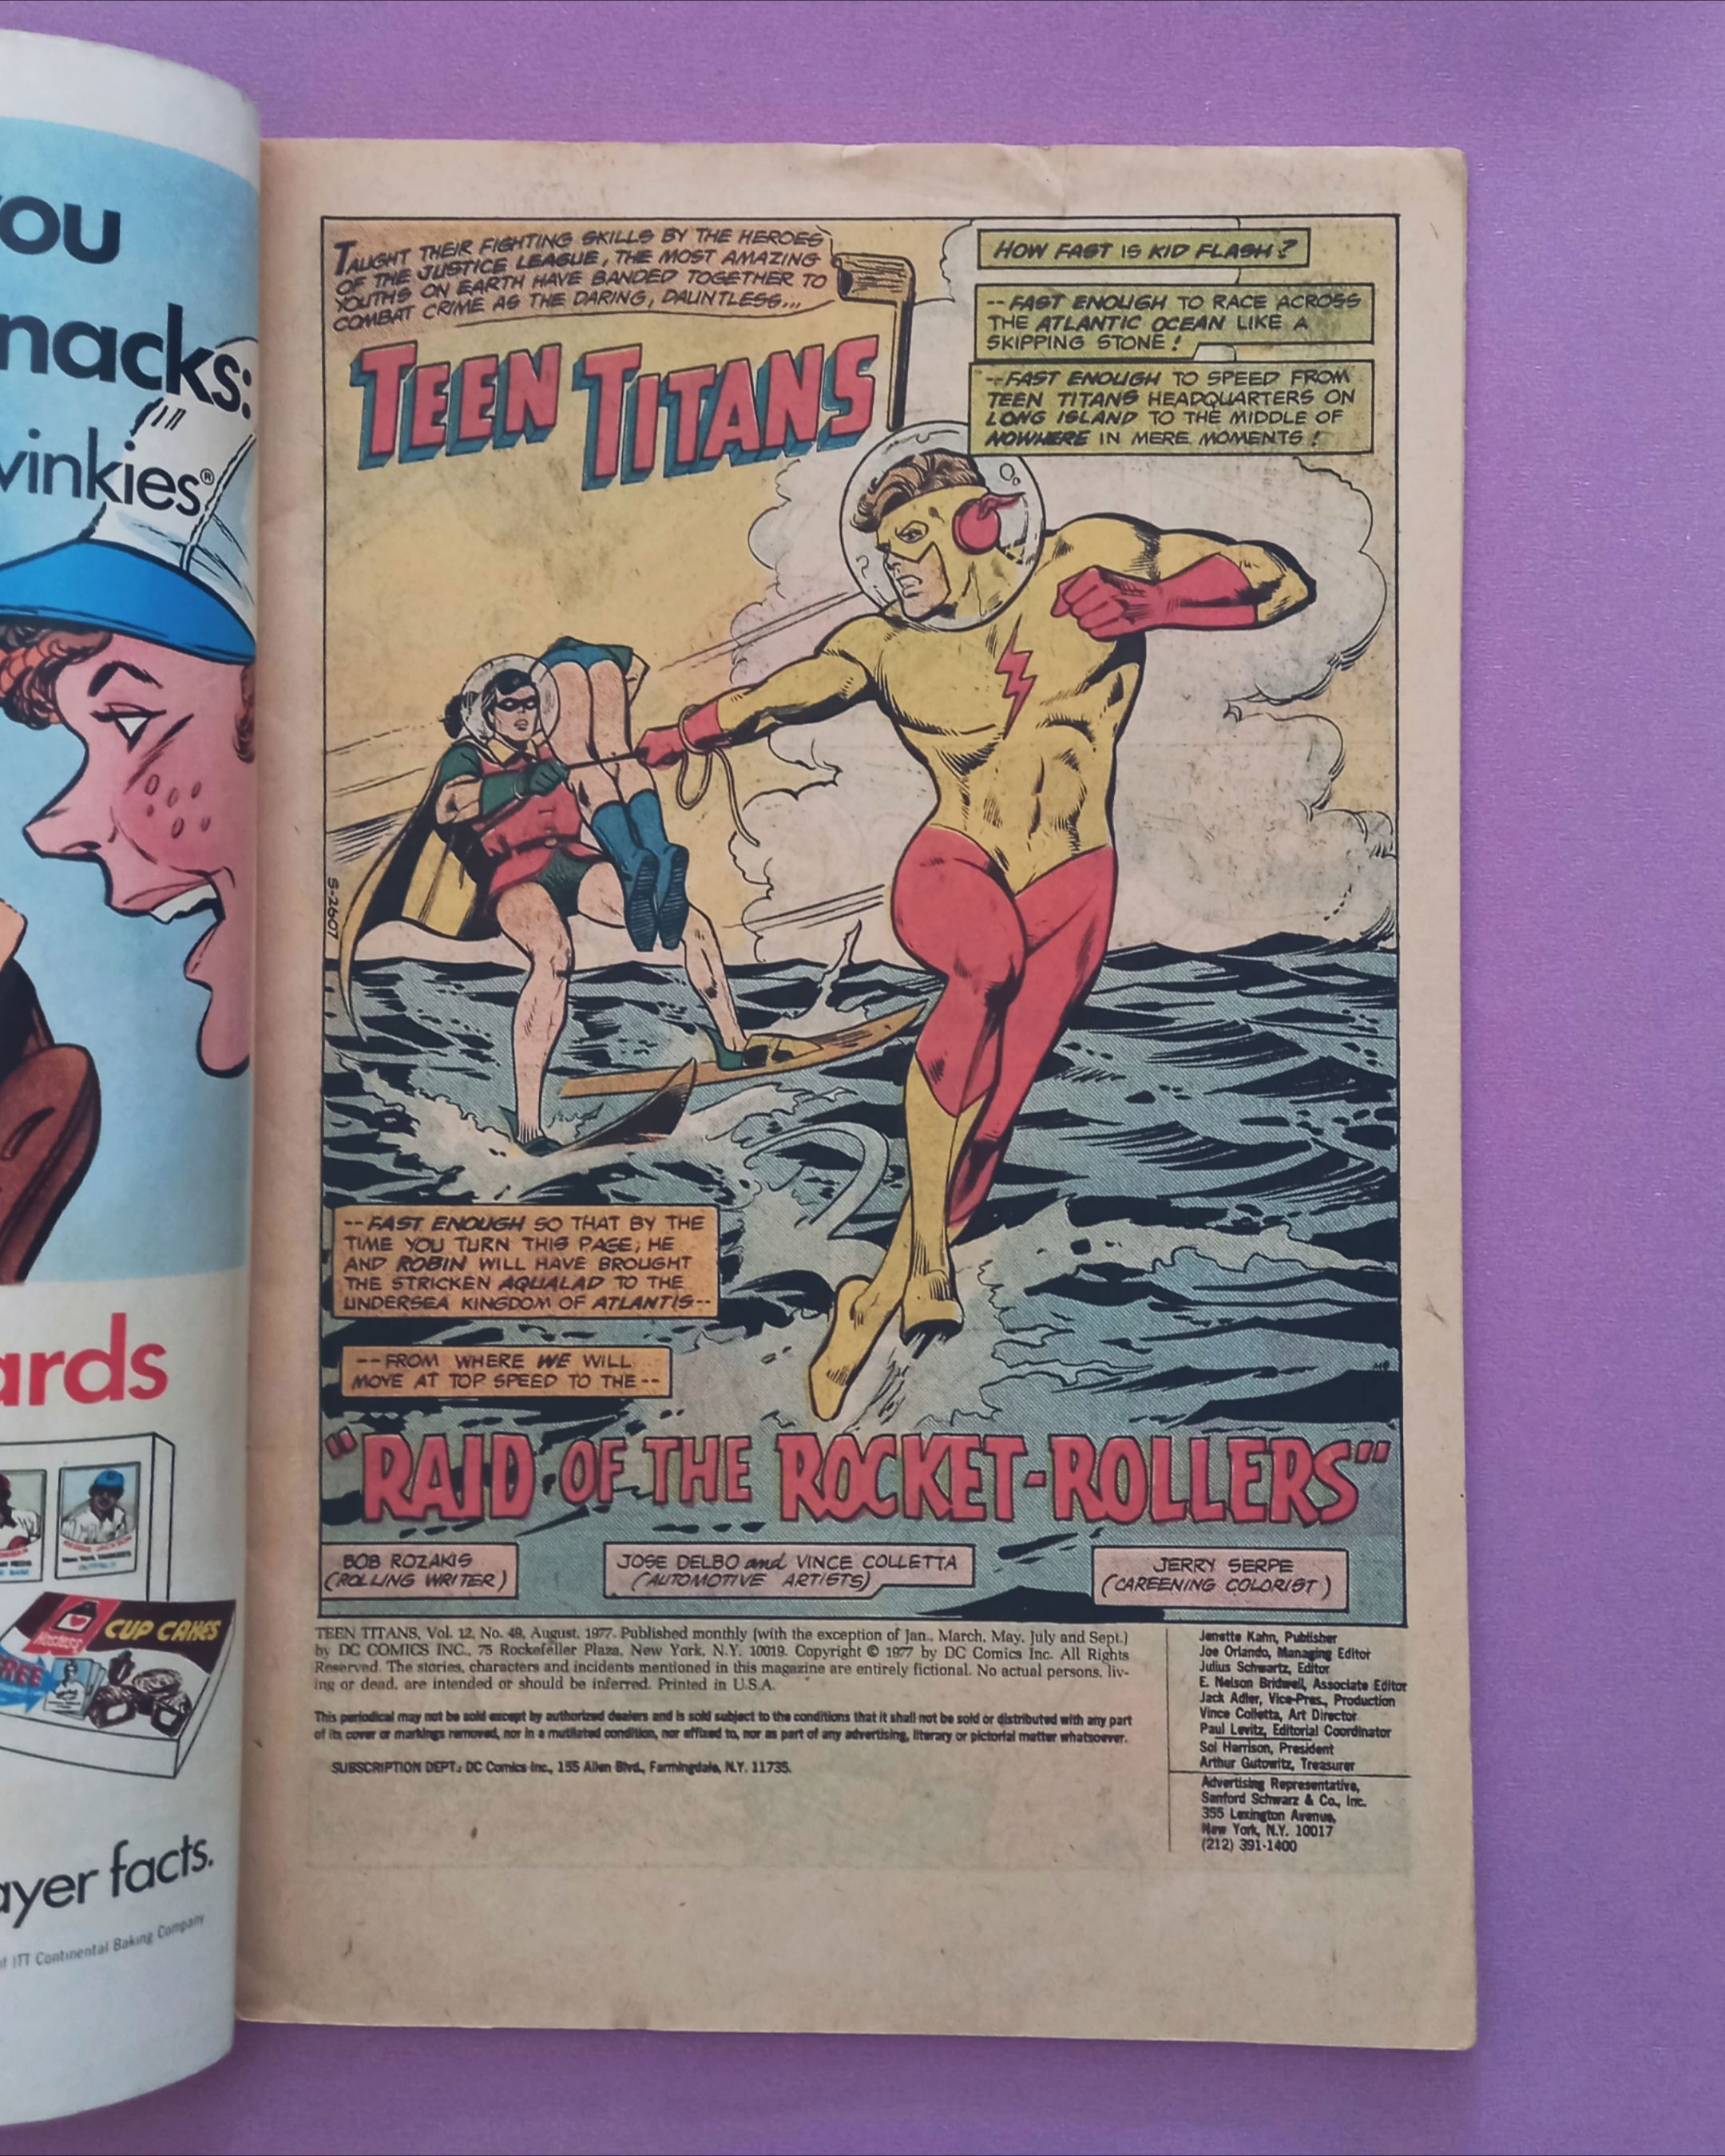 ou
nacks:
winkies®
ards
CUP CAKES
FREE
ayer facts.
ITT Continental Baking Company
TAUGHT THEIR FIGHTING SKILLS BY THE HEROES
OF THE JUSTICE LEAGUE, THE MOST AMAZING
YOUTHS ON EARTH HAVE BANDED TOGETHER TO
COMBAT CRIME AS THE DARING, DAUNTLESS...
TEEN TITANS
HOW FAST IS KID FLASH?
--FAST ENOUGH TO RACE ACROSS
THE ATLANTIC OCEAN LIKE A
SKIPPING STONE!
--FAST ENOUGH TO SPEED FROM
TEEN TITANS HEADQUARTERS ON
LONG ISLAND TO THE MIDDLE OF
NOWHERE IN MERE MOMENTS!
S-2607
--FAST ENOUGH SO THAT BY THE
TIME YOU TURN THIS PAGE, HE
AND ROBIN WILL HAVE BROUGHT
THE STRICKEN AQUALAD TO THE
UNDERSEA KINGDOM OF ATLANTIS--
--FROM WHERE WE WILL
MOVE AT TOP SPEED TO THE--
"RAID OF THE ROCKET-ROLLERS"
BOB ROZAKIS
(ROLLING WRITER)
JOSE DELBO and VINCE COLLETTA
(AUTOMOTIVE ARTISTS)
JERRY SERPE
(CAREENING COLORIST)
TEEN TITANS, Vol. 12, No. 49, August, 1977. Published monthly (with the exception of Jan., March, May, July and Sept.)
by DC COMICS INC., 75 Rockefeller Plaza, New York, N.Y. 10019. Copyright © 1977 by DC Comics Inc. All Rights
Reserved. The stories, characters and incidents mentioned in this magazine are entirely fictional. No actual persons, liv-
ing or dead, are intended or should be inferred. Printed in U.S.A.
This periodical may not be sold except by authorized dealers and is sold subject to the conditions that it shall not be sold or distributed with any part
of its cover or markings removed, nor in a mutilated condition, nor affixed to, nor as part of any advertising, literary or pictorial matter whatsoever.
SUBSCRIPTION DEPT.: DC Comics Inc., 155 Allen Blvd., Farmingdale, N.Y. 11735.
Jenette Kahn, Publisher
Joe Orlando, Managing Editor
Julius Schwartz, Editor
E. Nelson Bridwell, Associate Editor
Jack Adler, Vice-Pres., Production
Vince Colletta, Art Director
Paul Levitz, Editorial Coordinator
Sol Harrison, President
Arthur Gutowitz, Treasurer
Advertising Representative,
Sanford Schwarz & Co., Inc.
355 Lexington Avenue,
New York, N.Y. 10017
(212) 391-1400